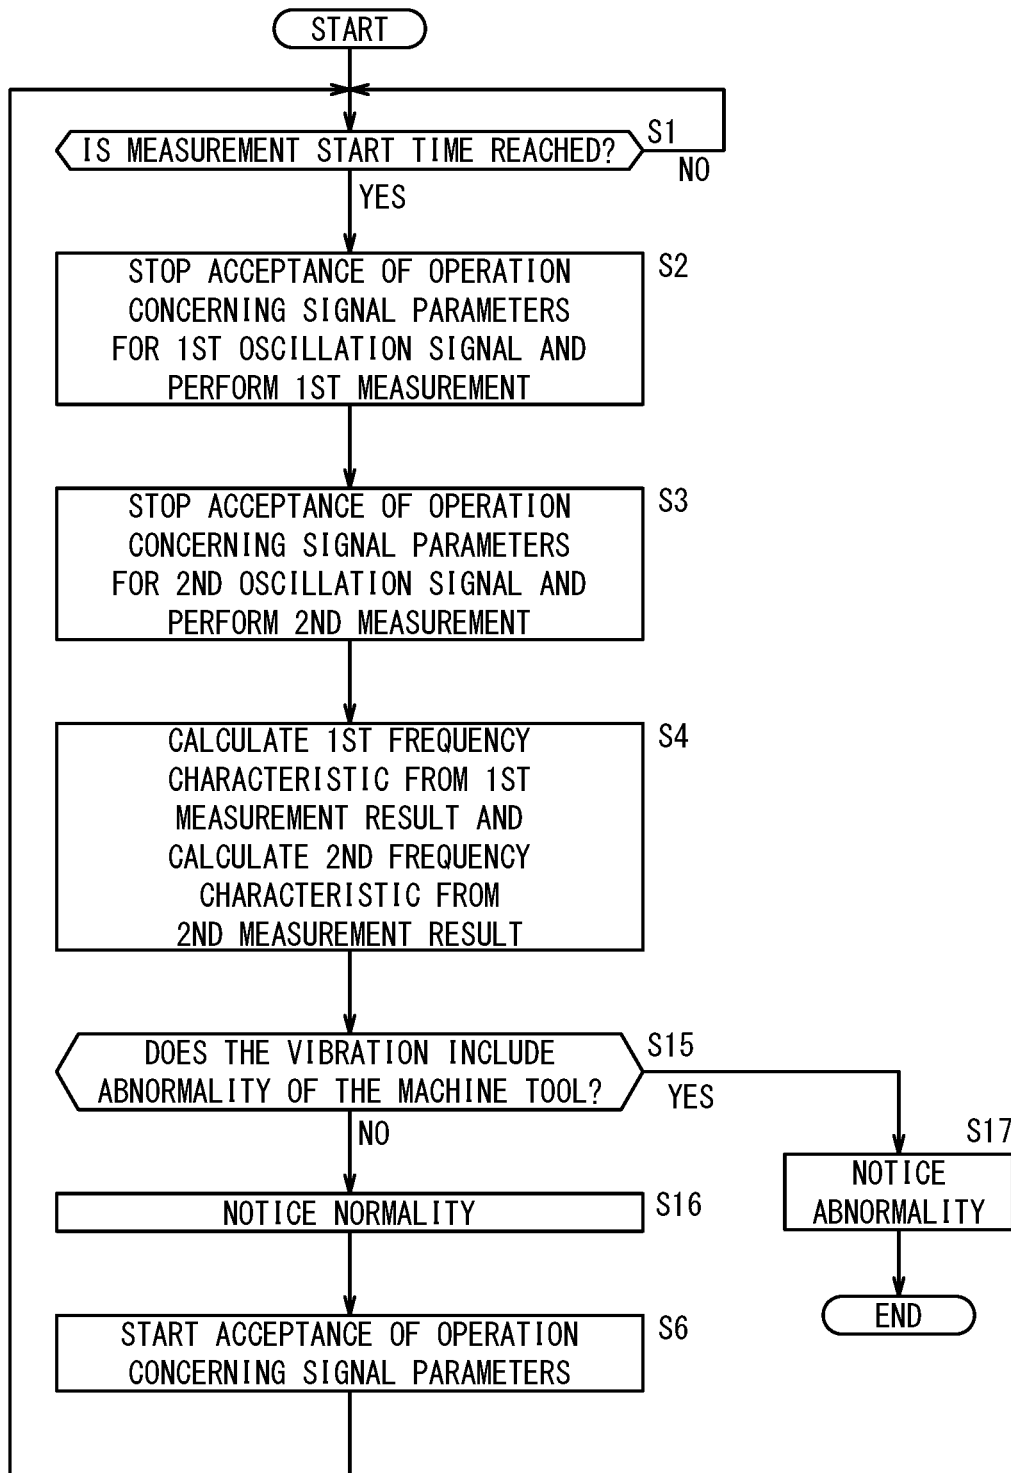 START
IS MEASUREMENT START TIME REACHED?
S1
NO
YES
STOP ACCEPTANCE OF OPERATION
CONCERNING SIGNAL PARAMETERS
FOR 1ST OSCILLATION SIGNAL AND
PERFORM 1ST MEASUREMENT
S2
STOP ACCEPTANCE OF OPERATION
CONCERNING SIGNAL PARAMETERS
FOR 2ND OSCILLATION SIGNAL AND
PERFORM 2ND MEASUREMENT
S3
CALCULATE 1ST FREQUENCY
CHARACTERISTIC FROM 1ST
MEASUREMENT RESULT AND
CALCULATE 2ND FREQUENCY
CHARACTERISTIC FROM
2ND MEASUREMENT RESULT
S4
DOES THE VIBRATION INCLUDE
ABNORMALITY OF THE MACHINE TOOL?
S15
YES
NO
S17
NOTICE
ABNORMALITY
NOTICE NORMALITY
S16
END
START ACCEPTANCE OF OPERATION
CONCERNING SIGNAL PARAMETERS
S6